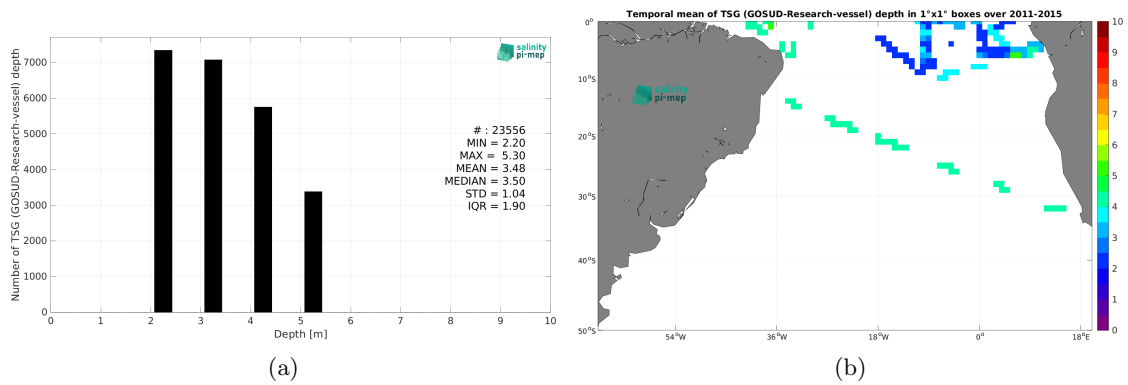 Number of TSG (GOSUD-Research-vessel) depth
7000
6000
5000
4000
3000
2000
1000
0
0 1 2 3 4 5 6 7 8 9 10
Depth [m]
salinity
pi-mep
# : 23556
MIN = 2.20
MAX = 5.30
MEAN = 3.48
MEDIAN = 3.50
STD = 1.04
IQR = 1.90
(a)
Temporal mean of TSG (GOSUD-Research-vessel) depth in 1°x1° boxes over 2011-2015
0°
10°S
20°S
30°S
40°S
50°S
54°W 36°W 18°W 0° 18°E
salinity
pi-mep
10
9
8
7
6
5
4
3
2
1
0
(b)